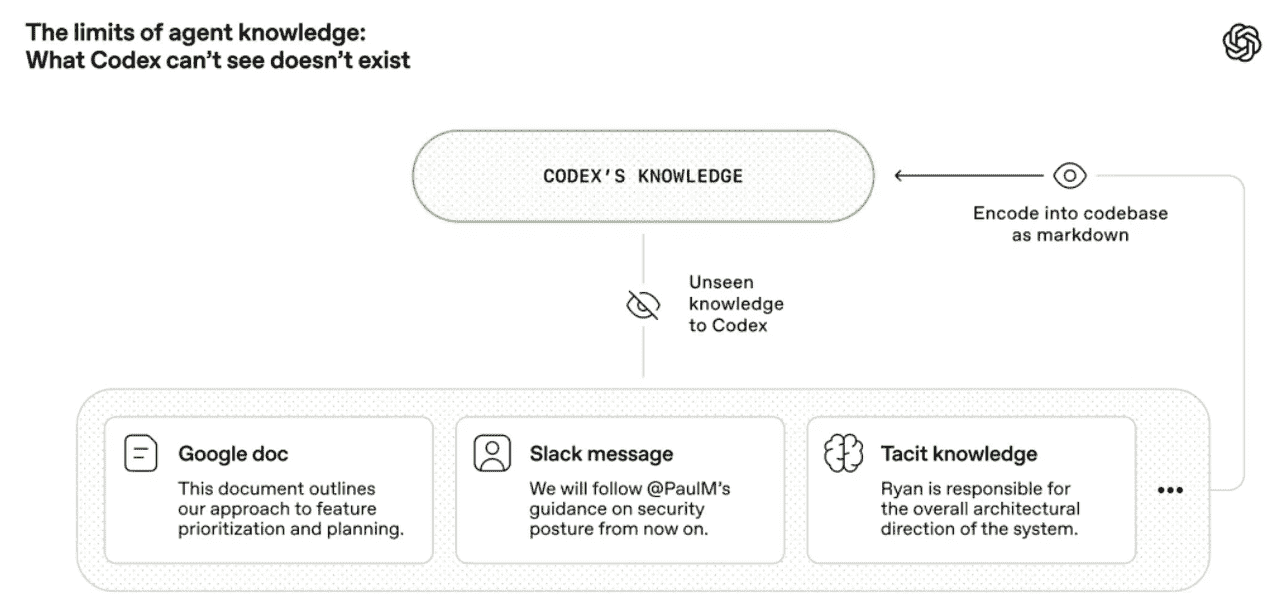 The limits of agent knowledge:
What Codex can’t see doesn’t exist
CODEX’S KNOWLEDGE
Encode into codebase
as markdown
Unseen
knowledge
to Codex
Google doc
This document outlines
our approach to feature
prioritization and planning.
Slack message
We will follow @PaulM’s
guidance on security
posture from now on.
Tacit knowledge
Ryan is responsible for
the overall architectural
direction of the system.
•••